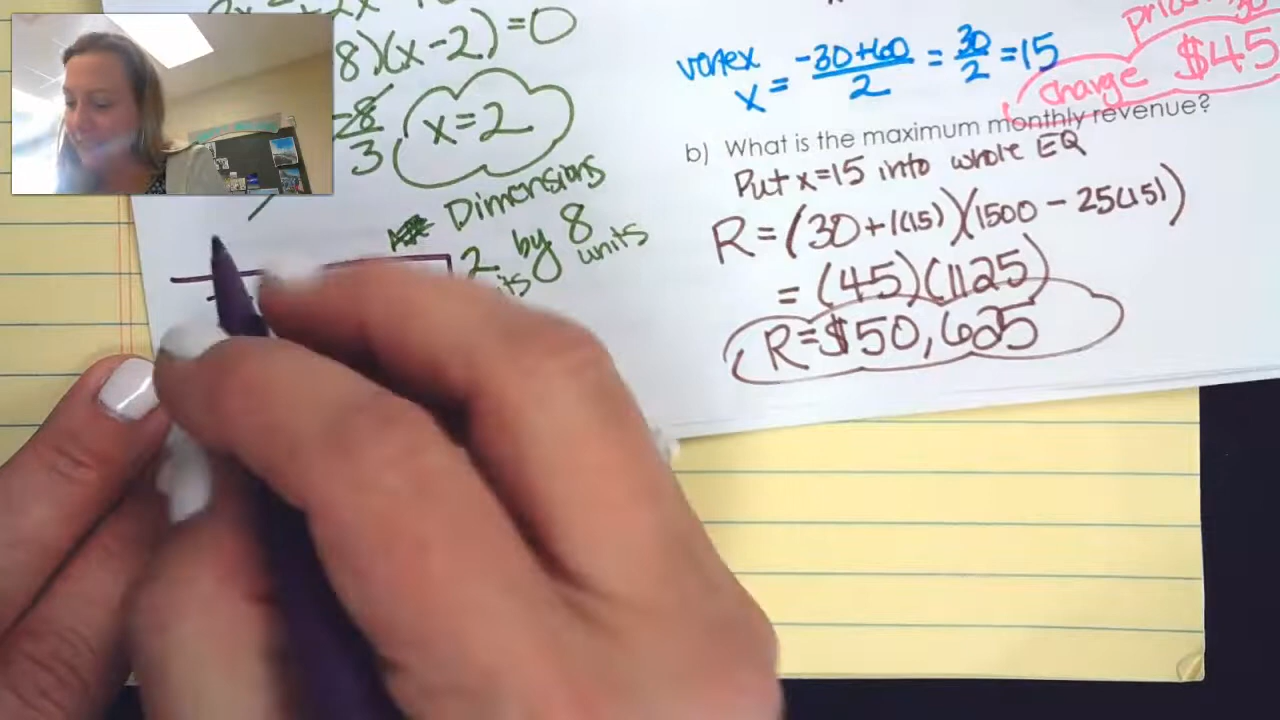 8)(x-2)=0
-8/3
x=2
Dimensions
2 by 8
units
vertex
x = -30+60/2 = 30/2 = 15
charge $45
b) What is the maximum monthly revenue?
Put x=15 into whole EQ
R=(30+1(15)(1500-25(15))
=(45)(1125)
R=$50,625